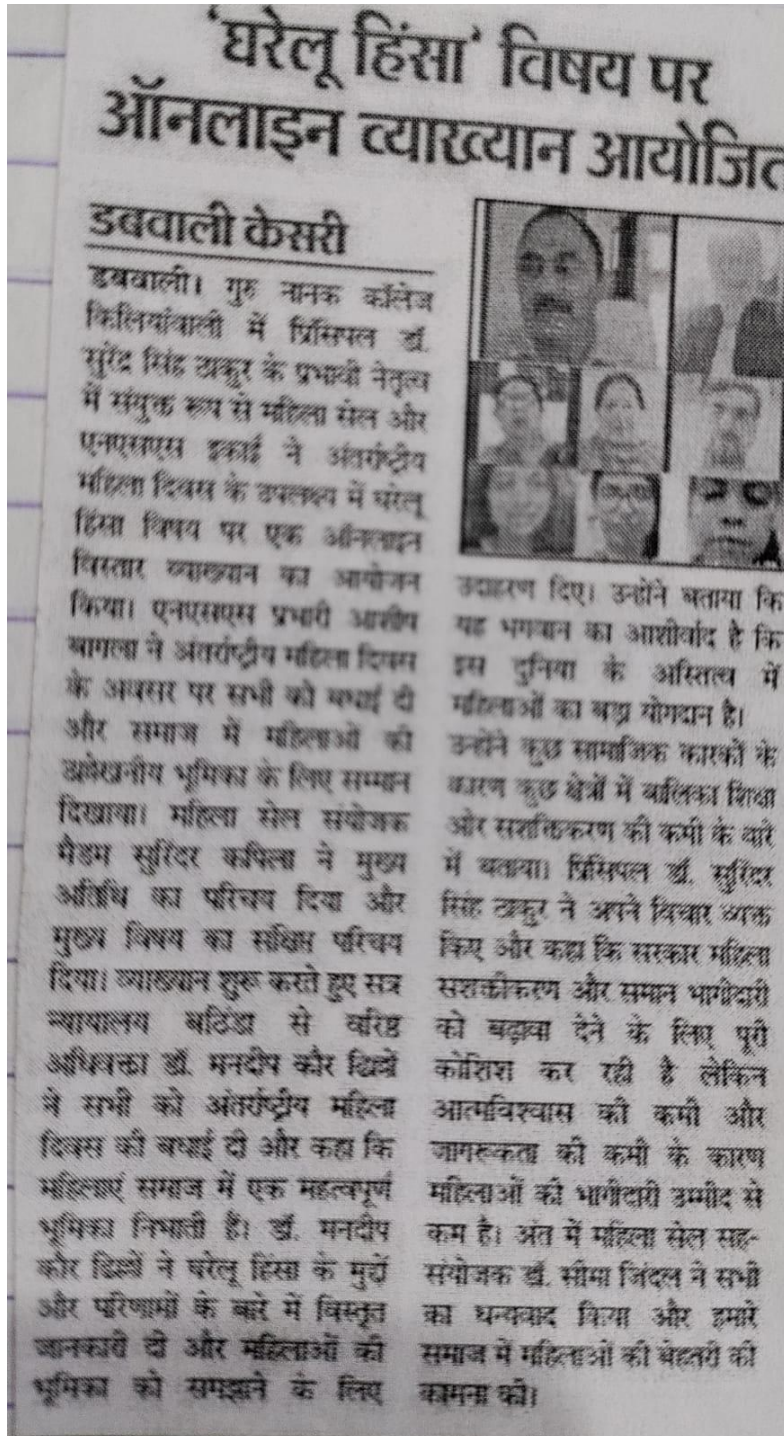 'घरेलू हिंसा' विषय पर
ऑनलाइन व्याख्यान आयोजित
डबवाली केसरी
डबवाली। गुरु नानक कॉलेज
किलियांवाली में प्रिंसिपल डॉ.
सुरेंद्र सिंह ठाकुर के प्रभावी नेतृत्व
में संयुक्त रूप से महिला सेल और
एनएसएस इकाई ने अंतर्राष्ट्रीय
महिला दिवस के उपलक्ष्य में घरेलू
हिंसा विषय पर एक ऑनलाइन
विस्तार व्याख्यान का आयोजन
किया। एनएसएस प्रभारी आशीष
बागला ने अंतर्राष्ट्रीय महिला दिवस
के अवसर पर सभी को बधाई दी
और समाज में महिलाओं की
उल्लेखनीय भूमिका के लिए सम्मान
दिखाया। महिला सेल संयोजक
मैडम सुरिंदर कपिला ने मुख्य
अतिथि का परिचय दिया और
मुख्य विषय का संक्षिप्त परिचय
दिया। व्याख्यान शुरू करते हुए सत्र
न्यायालय बठिंडा से वरिष्ठ
अधिवक्ता डॉ. मनदीप कौर ढिल्लों
ने सभी को अंतर्राष्ट्रीय महिला
दिवस की बधाई दी और कहा कि
महिलाएं समाज में एक महत्वपूर्ण
भूमिका निभाती हैं। डॉ. मनदीप
कौर ढिल्लों ने घरेलू हिंसा के मुद्दों
और परिणामों के बारे में विस्तृत
जानकारी दी और महिलाओं की
भूमिका को समझाने के लिए
उदाहरण दिए। उन्होंने बताया कि
यह भगवान का आशीर्वाद है कि
इस दुनिया के अस्तित्व में
महिलाओं का बड़ा योगदान है।
उन्होंने कुछ सामाजिक कारकों के
कारण कुछ क्षेत्रों में बालिका शिक्षा
और सशक्तिकरण की कमी के बारे
में बताया। प्रिंसिपल डॉ. सुरिंदर
सिंह ठाकुर ने अपने विचार व्यक्त
किए और कहा कि सरकार महिला
सशक्तीकरण और समान भागीदारी
को बढ़ावा देने के लिए पूरी
कोशिश कर रही है लेकिन
आत्मविश्वास की कमी और
जागरूकता की कमी के कारण
महिलाओं की भागीदारी उम्मीद से
कम है। अंत में महिला सेल सह-
संयोजक डॉ. सीमा जिंदल ने सभी
का धन्यवाद किया और हमारे
समाज में महिलाओं की बेहतरी की
कामना की।